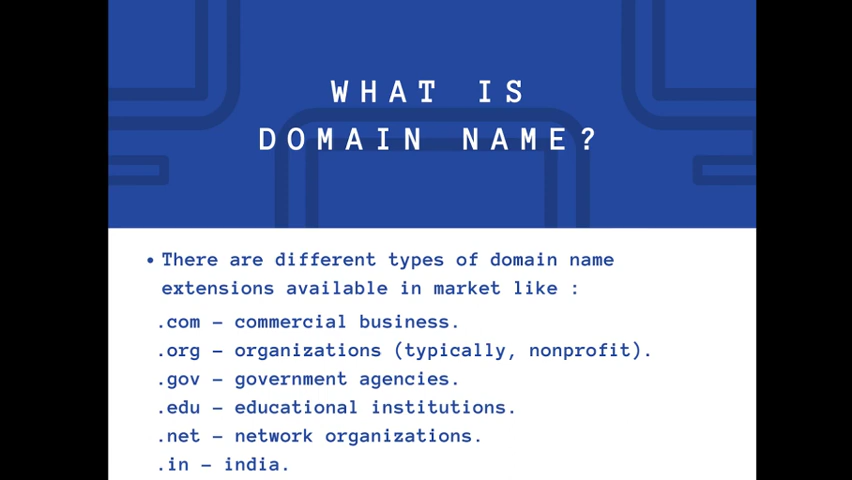 WHAT IS
DOMAIN NAME?
• There are different types of domain name
extensions available in market like :
.com – commercial business.
.org – organizations (typically, nonprofit).
.gov – government agencies.
.edu – educational institutions.
.net – network organizations.
.in – india.